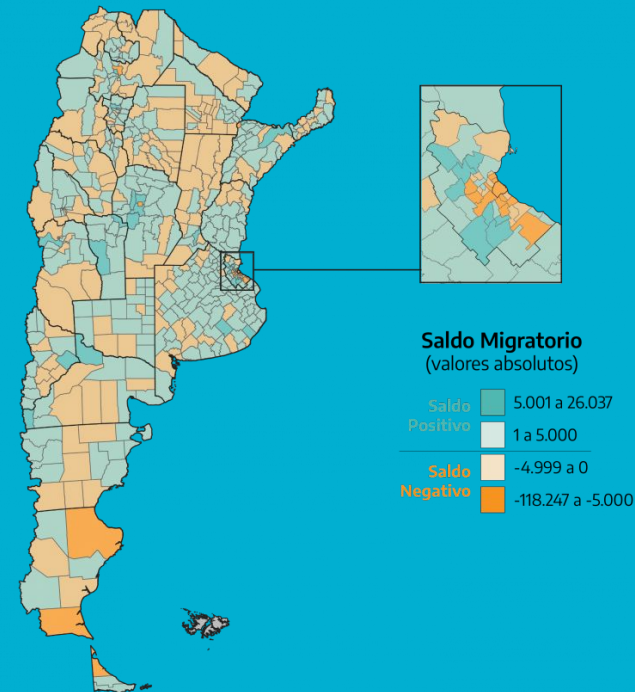 Saldo Migratorio
(valores absolutos)
Saldo
Positivo
5.001 a 26.037
1 a 5.000
Saldo
Negativo
-4.999 a 0
-118.247 a -5.000